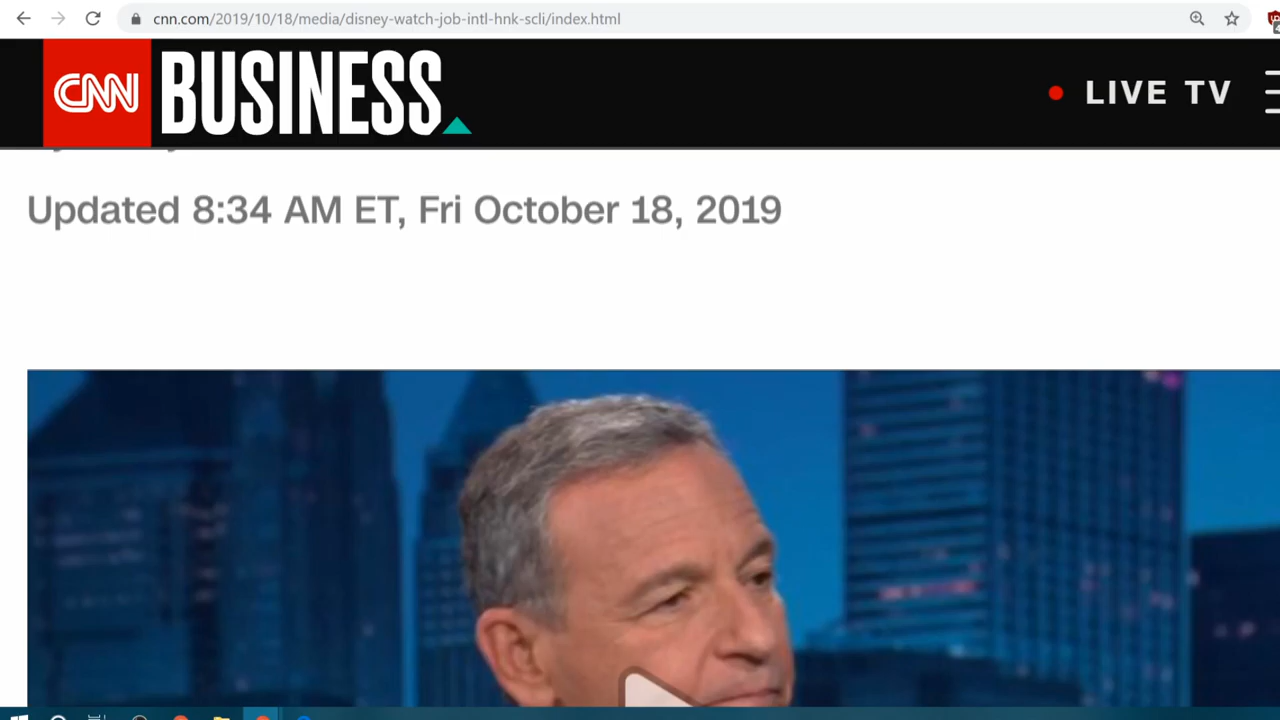 cnn.com/2019/10/18/media/disney-watch-job-intl-hnk-scli/index.html
CNN BUSINESS
LIVE TV
Updated 8:34 AM ET, Fri October 18, 2019